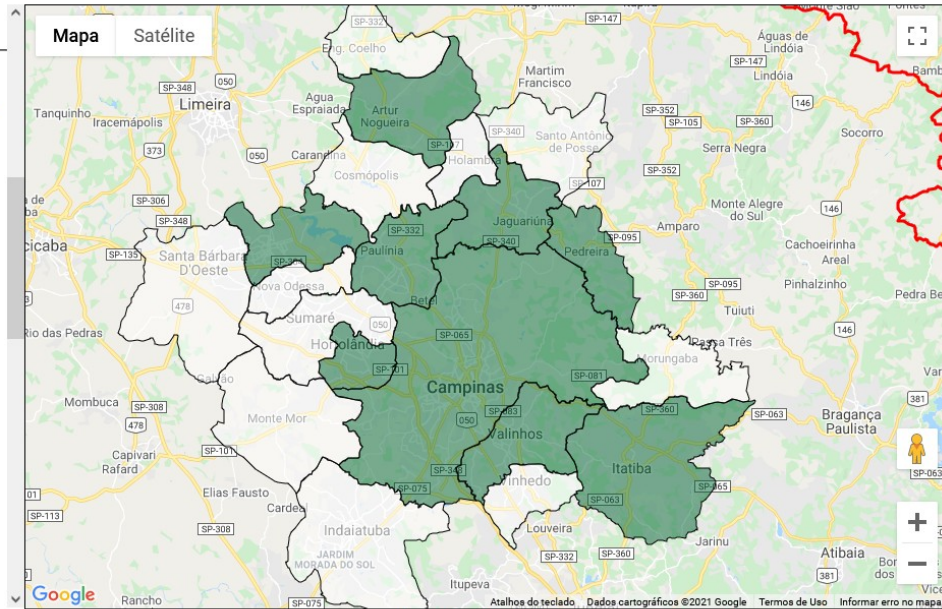 Mapa
Satélite
SP-332
Eng. Coelho
SP-147
Águas de
Lindóia
SP-147
Lindóia
Martim
Francisco
SP-348
050
Limeira
Agua
Espraiada
Artur
Nogueira
146
Tanquinho
Iracemápolis
SP-340
Santo Antônio
de Posse
SP-352
SP-105
SP-360
Socorro
373
050
Carandina
Holambra
Serra Negra
Cosmópolis
SP-107
SP-352
SP-306
SP-348
Monte Alegre
do Sul
146
SP-332
Jaguariúna
Amparo
SP-135
Santa Bárbara
D'Oeste
Paulínia
SP-340
Pedreira
SP-095
Cachoeirinha
Areal
Nova Odessa
SP-095
Pinhalzinho
478
Betel
SP-360
Tuiuti
Rio das Pedras
Sumaré
050
SP-065
146
Hortolândia
Morungaba
SP-101
SP-081
Campinas
Mombuca
SP-308
Monte Mor
050
SP-083
SP-360
SP-063
381
Bragança
Paulista
478
Valinhos
Capivari
Rafard
SP-101
SP-348
Itatiba
SP-075
Vinhedo
SP-063
SP-065
Elias Fausto
SP-113
SP-308
Indaiatuba
Louveira
Jarinu
JARDIM
MORADA DO SOL
SP-332
SP-360
Atibaia
381
Itupeva
Rancho
SP-075
Google
Atalhos do teclado
Dados cartográficos ©2021 Google
Termos de Uso
Informar erro no mapa